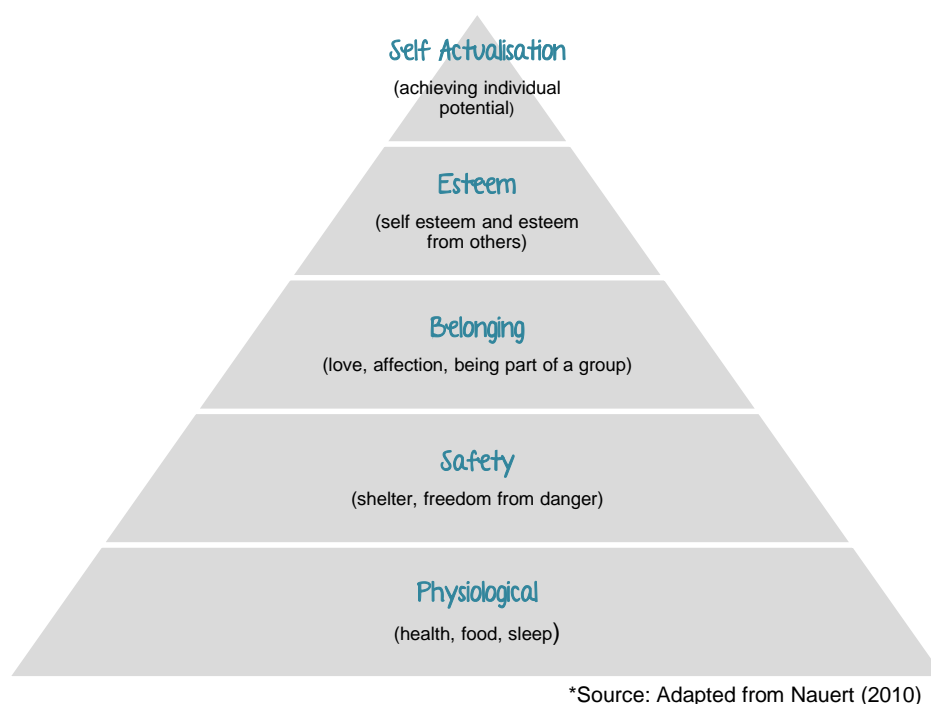 Self Actualisation
(achieving individual
potential)
Esteem
(self esteem and esteem
from others)
Belonging
(love, affection, being part of a group)
Safety
(shelter, freedom from danger)
Physiological
(health, food, sleep)
*Source: Adapted from Nauert (2010)